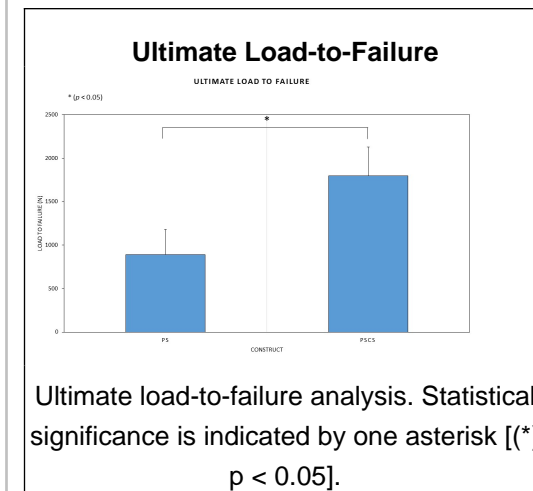 Ultimate Load-to-Failure
ULTIMATE LOAD TO FAILURE
* (p < 0.05)
*
2500
2000
1500
1000
500
0
LOAD TO FAILURE (N)
PS
PSCS
CONSTRUCT
Ultimate load-to-failure analysis. Statistical
significance is indicated by one asterisk [(*)
p < 0.05].